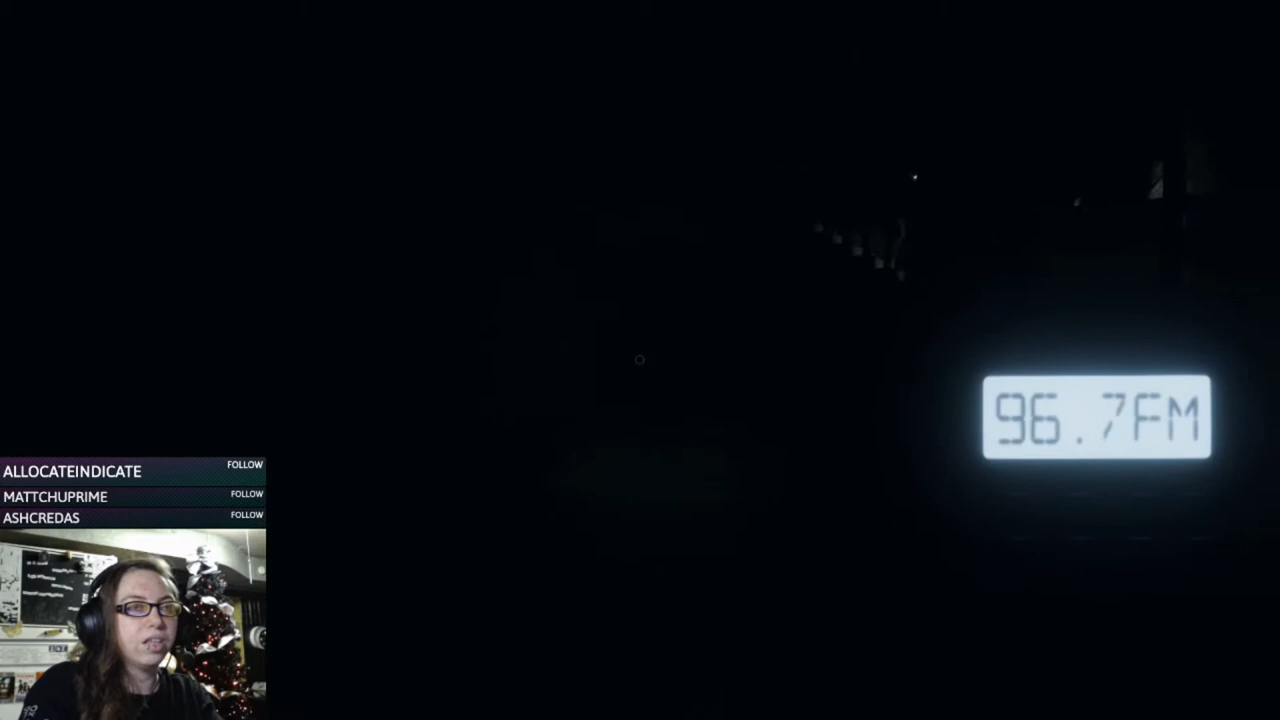 96.7FM
ALLOCATEINDICATE FOLLOW
MATTCHUPRIME FOLLOW
ASHCREDAS FOLLOW